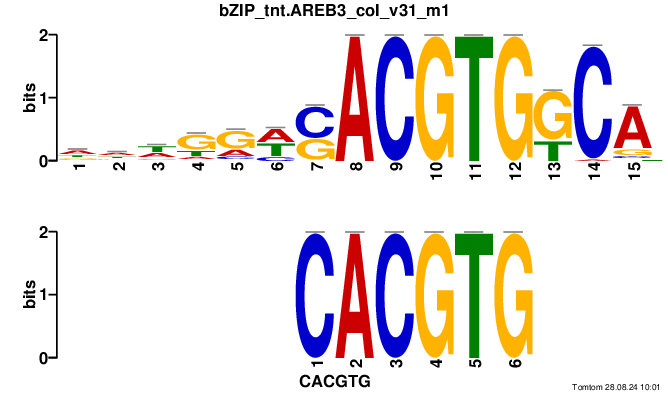 bZIP_tnt.AREB3_col_v31_m1
2
1
0
bits
1 2 3 4 5 6 7 8 9 10 11 12 13 14 15
A T G C
ACGTG
2
1
0
bits
CACGTG
1 2 3 4 5 6
CACGTG
Tomtom 28.08.24 10:01